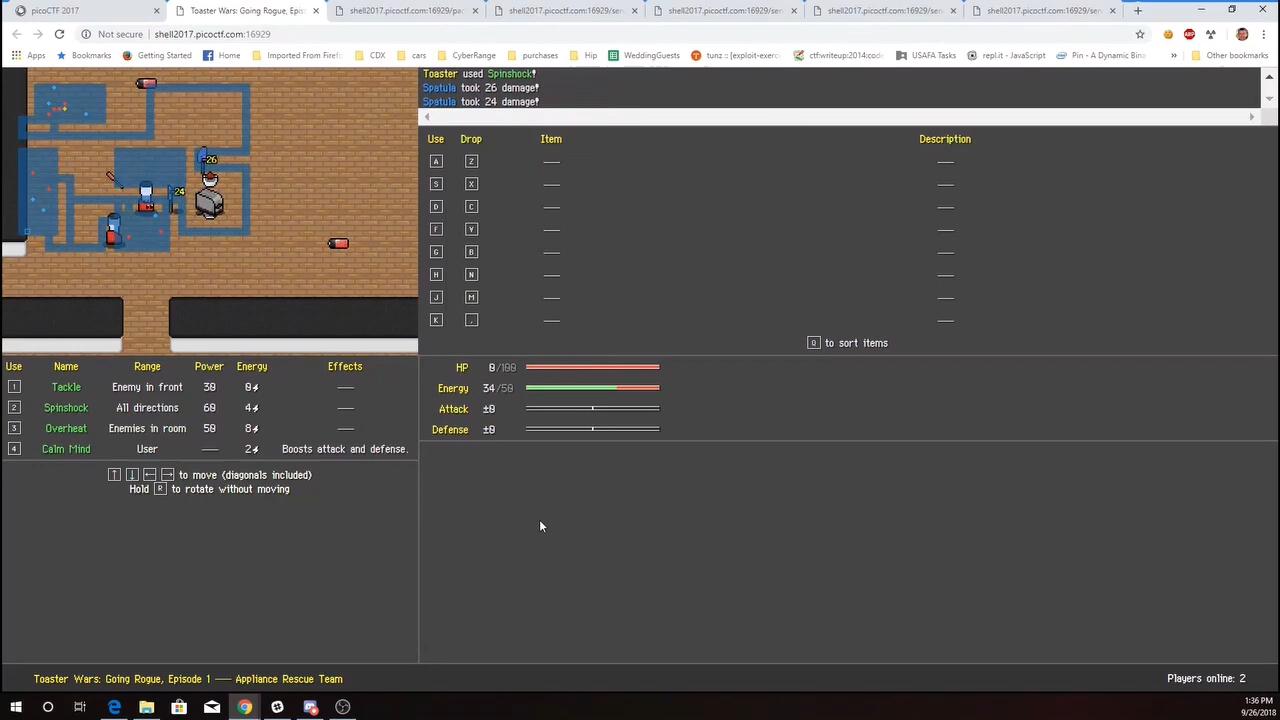 picoCTF 2017
Toaster Wars: Going Rogue, Epis
shell2017.picoctf.com:16929/pac
shell2017.picoctf.com:16929/ser
shell2017.picoctf.com:16929/ser
shell2017.picoctf.com:16929/ser
shell2017.picoctf.com:16929/ser
Not secure
shell2017.picoctf.com:16929
Apps Bookmarks Getting Started Home Imported From Firef CDX cars CyberRange purchases Hip WeddingGuests tunz :: [exploit-exerc ctfwriteup2014:code USAFA Tasks repl.it - JavaScript Pin - A Dynamic Bina Other bookmarks
Toaster used Spinshock!
Spatula took 26 damage!
Spatula took 24 damage!
26
24
Use Drop Item Description
A Z
S X
D C
F V
G B
H N
J M
K ,
Q to sort items
Use Name Range Power Energy Effects
1 Tackle Enemy in front 30 0
2 Spinshock All directions 60 4
3 Overheat Enemies in room 50 8
4 Calm Mind User 2 Boosts attack and defense.
↑ ↓ ← → to move (diagonals included)
Hold R to rotate without moving
HP 0/100
Energy 34/50
Attack ±0
Defense ±0
Toaster Wars: Going Rogue, Episode 1 — Appliance Rescue Team
Players online: 2
1:36 PM
9/26/2018